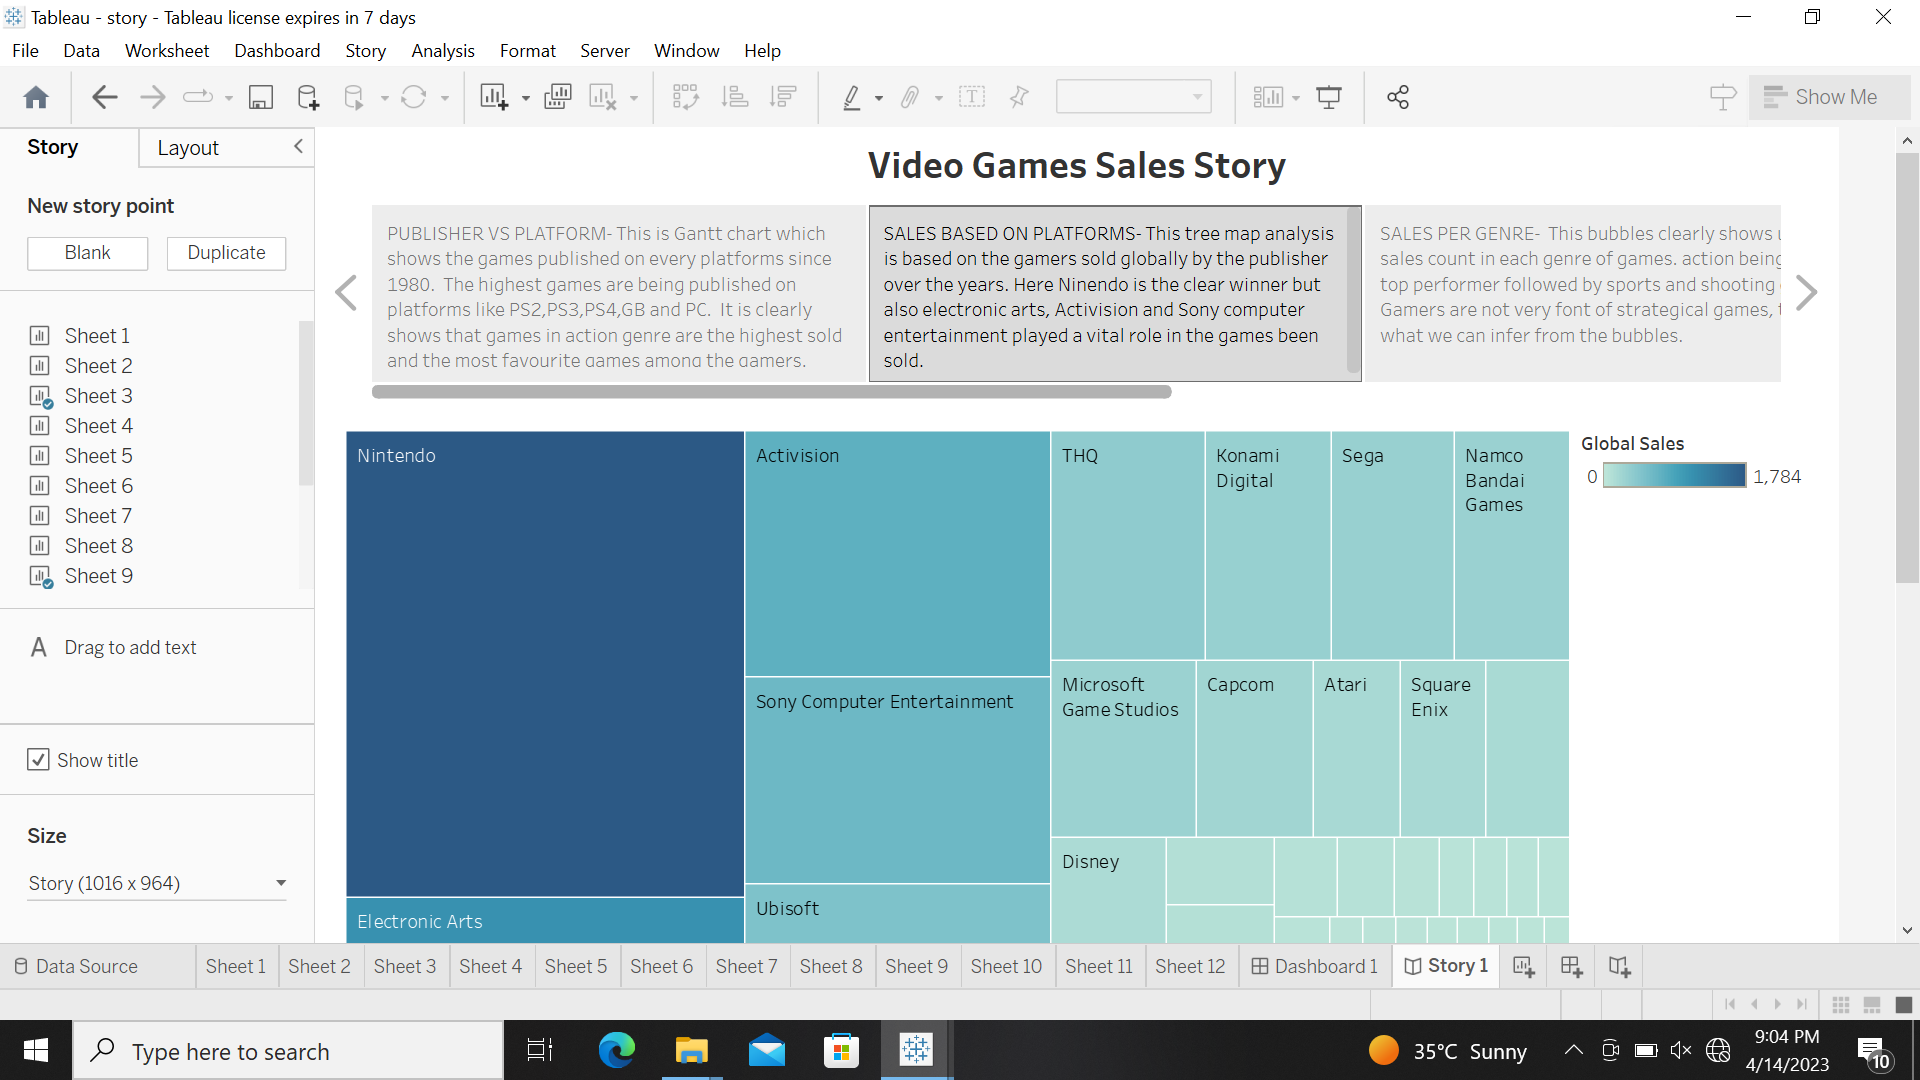 Tableau - story - Tableau license expires in 7 days
File Data Worksheet Dashboard Story Analysis Format Server Window Help
Show Me
Story
Layout
New story point
Blank
Duplicate
Sheet 1
Sheet 2
Sheet 3
Sheet 4
Sheet 5
Sheet 6
Sheet 7
Sheet 8
Sheet 9
A Drag to add text
Show title
Size
Story (1016 x 964)
Video Games Sales Story
PUBLISHER VS PLATFORM- This is Gantt chart which
shows the games published on every platforms since
1980. The highest games are being published on
platforms like PS2,PS3,PS4,GB and PC. It is clearly
shows that games in action genre are the highest sold
and the most favourite games among the gamers.
SALES BASED ON PLATFORMS- This tree map analysis
is based on the gamers sold globally by the publisher
over the years. Here Ninendo is the clear winner but
also electronic arts, Activision and Sony computer
entertainment played a vital role in the games been
sold.
SALES PER GENRE- This bubbles clearly shows
sales count in each genre of games. action being
top performer followed by sports and shooting
Gamers are not very font of strategical games,
what we can infer from the bubbles.
Nintendo
Electronic Arts
Activision
Sony Computer Entertainment
Ubisoft
THQ
Konami
Digital
Sega
Namco
Bandai
Games
Microsoft
Game Studios
Capcom
Atari
Square
Enix
Disney
Global Sales
0 1,784
Data Source Sheet 1 Sheet 2 Sheet 3 Sheet 4 Sheet 5 Sheet 6 Sheet 7 Sheet 8 Sheet 9 Sheet 10 Sheet 11 Sheet 12 Dashboard 1 Story 1
Type here to search
35°C Sunny
9:04 PM
4/14/2023
10